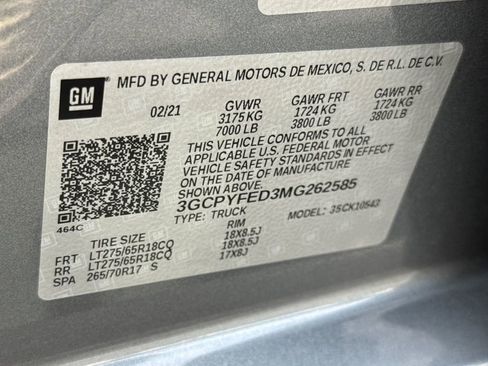 GM
MFD BY GENERAL MOTORS DE MEXICO, S. DE R.L. DE C.V.
02/21 GVWR GAWR FRT GAWR RR
3175 KG 1724 KG 1724 KG
7000 LB 3800 LB 3800 LB
THIS VEHICLE CONFORMS TO ALL
APPLICABLE U.S. FEDERAL MOTOR
VEHICLE SAFETY STANDARDS IN EFFECT
ON THE DATE OF MANUFACTURE SHOWN ABOVE.
3GCPYFED3MG262585
464C TYPE: TRUCK MODEL: 3SCK10543
TIRE SIZE RIM
FRT LT275/65R18CQ 18X8.5J
RR LT275/65R18CQ 18X8.5J
SPA 265/70R17 S 17X8J